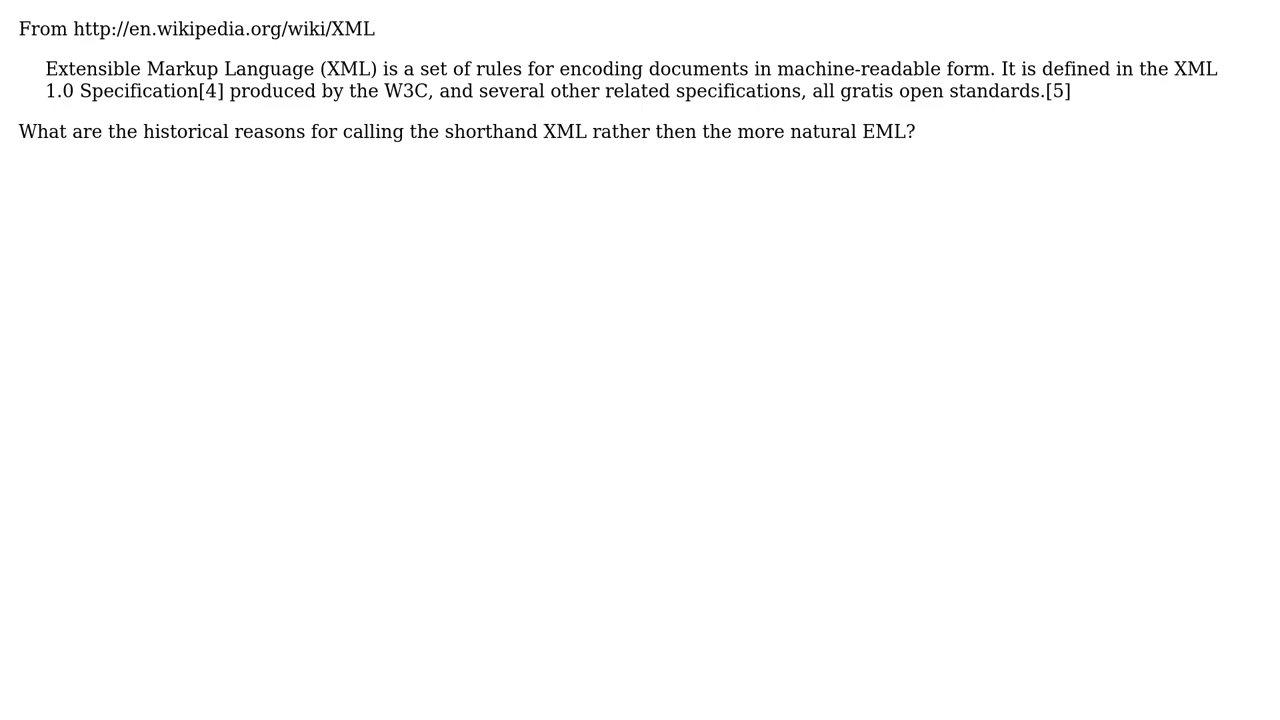 From http://en.wikipedia.org/wiki/XML
Extensible Markup Language (XML) is a set of rules for encoding documents in machine-readable form. It is defined in the XML
1.0 Specification[4] produced by the W3C, and several other related specifications, all gratis open standards.[5]
What are the historical reasons for calling the shorthand XML rather then the more natural EML?